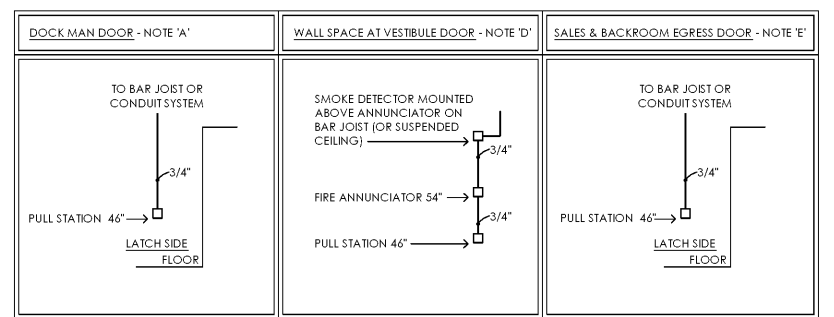 DOCK MAN DOOR - NOTE 'A'
WALL SPACE AT VESTIBULE DOOR - NOTE 'D'
SALES & BACKROOM EGRESS DOOR - NOTE 'E'
TO BAR JOIST OR
CONDUIT SYSTEM
3/4"
PULL STATION 46"
LATCH SIDE
FLOOR
SMOKE DETECTOR MOUNTED
ABOVE ANNUNCIATOR ON
BAR JOIST (OR SUSPENDED
CEILING)
3/4"
FIRE ANNUNCIATOR 54"
3/4"
PULL STATION 46"
TO BAR JOIST OR
CONDUIT SYSTEM
3/4"
PULL STATION 46"
LATCH SIDE
FLOOR